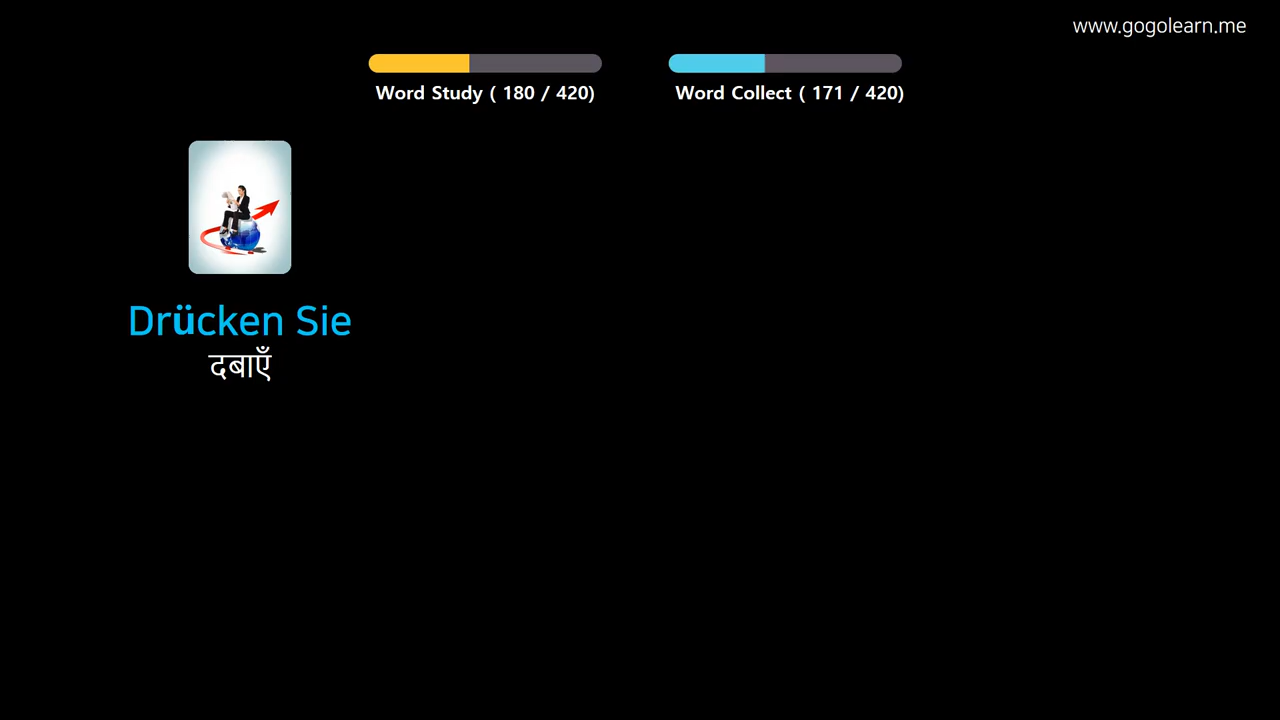 www.gogolearn.me
Word Study ( 180 / 420)
Word Collect ( 171 / 420)
Drücken Sie
दबाएँ